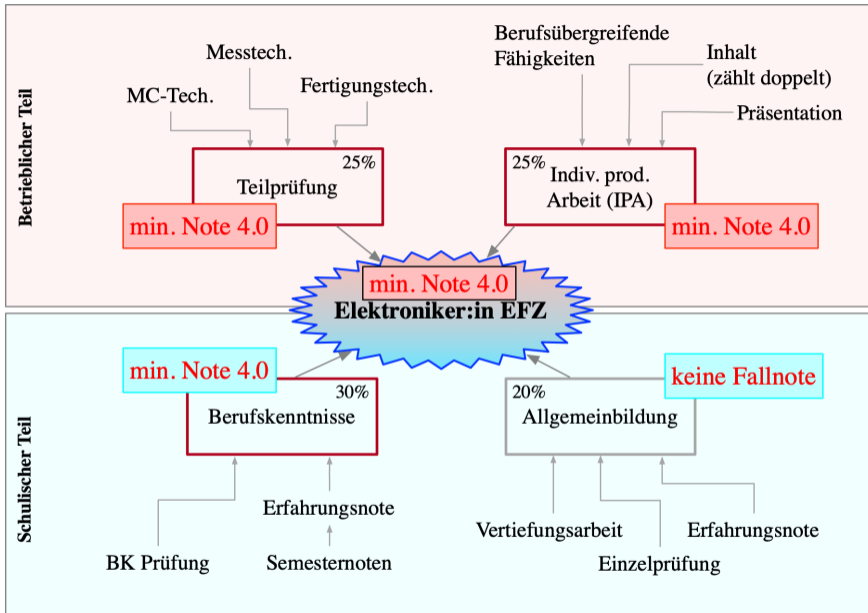 Betrieblicher Teil
Messtech.
MC-Tech.
Fertigungstech.
Berufsübergreifende
Fähigkeiten
Inhalt
(zählt doppelt)
Präsentation
25%
Teilprüfung
min. Note 4.0
25%
Indiv. prod.
Arbeit (IPA)
min. Note 4.0
min. Note 4.0
Elektroniker:in EFZ
Schulischer Teil
min. Note 4.0
30%
Berufskenntnisse
keine Fallnote
20%
Allgemeinbildung
Erfahrungsnote
BK Prüfung
Semesternoten
Vertiefungsarbeit
Erfahrungsnote
Einzelprüfung